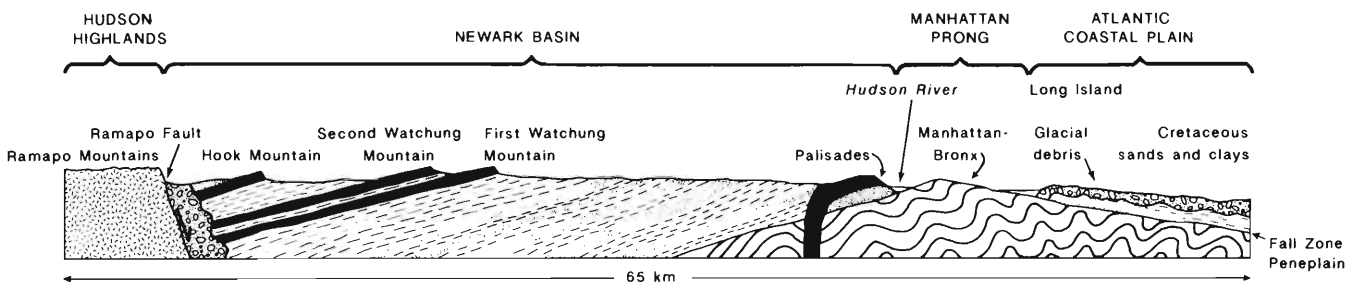 HUDSON
HIGHLANDS
NEWARK BASIN
MANHATTAN
PRONG
ATLANTIC
COASTAL PLAIN
Hudson River
Long Island
Ramapo Fault
Ramapo Mountains
Hook Mountain
Second Watchung
Mountain
First Watchung
Mountain
Palisades
Manhattan-
Bronx
Glacial
debris
Cretaceous
sands and clays
Fall Zone
Peneplain
65 km